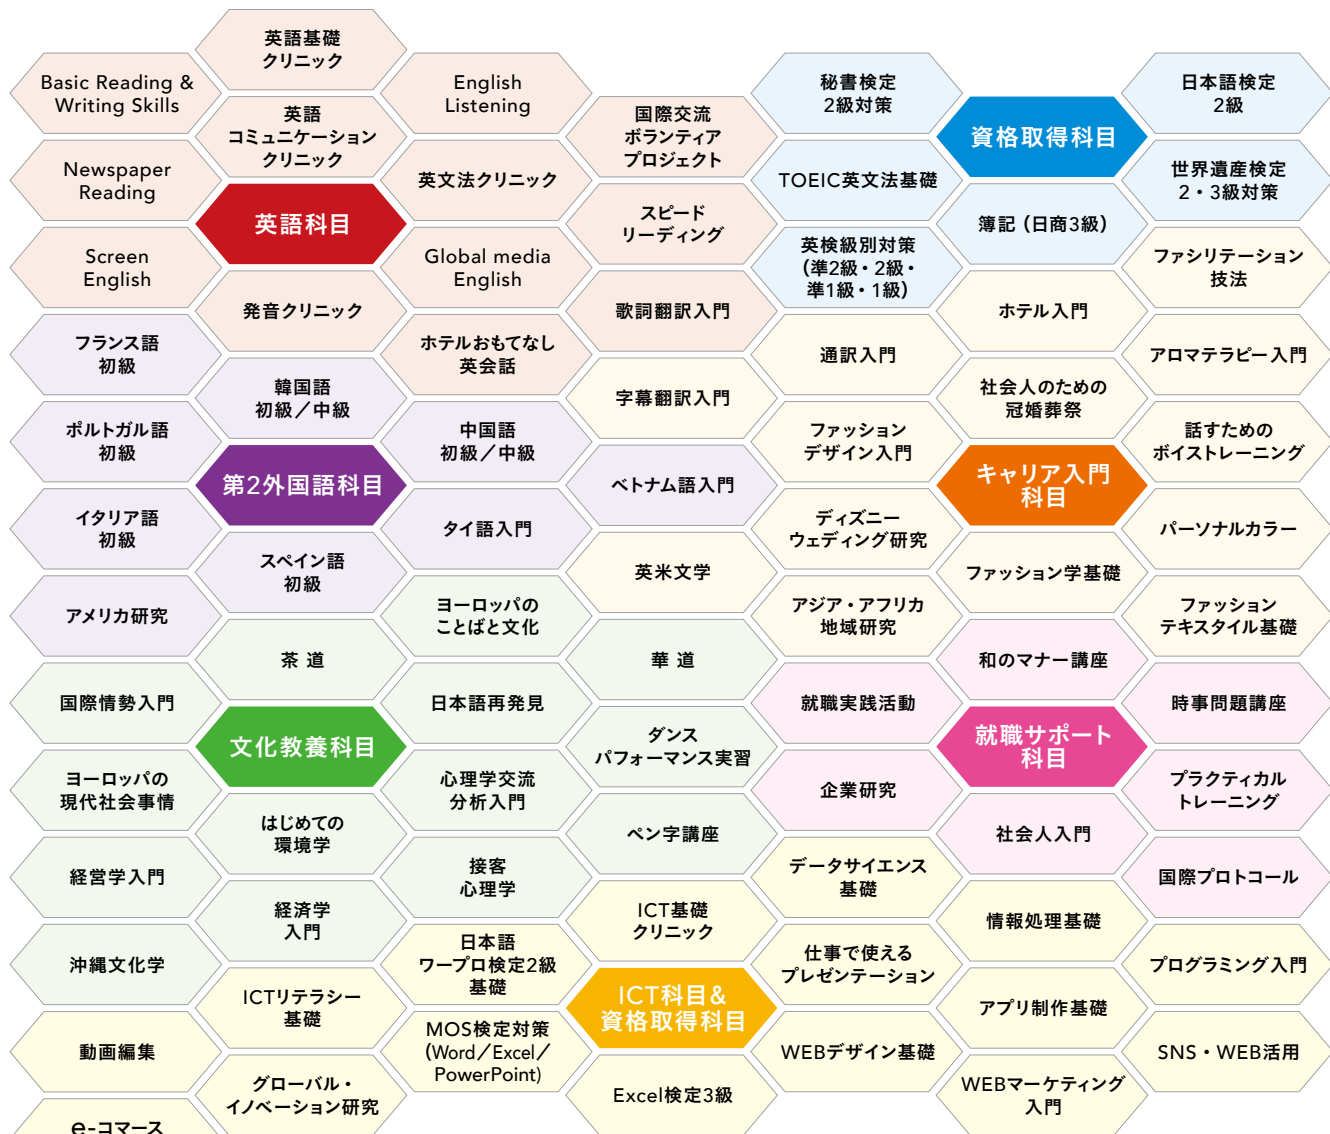 英語基礎
クリニック
Basic Reading &
Writing Skills
English
Listening
英語
コミュニケーション
クリニック
国際交流
ボランティア
プロジェクト
Newspaper
Reading
英文法クリニック
英語科目
スピード
リーディング
Screen
English
Global media
English
発音クリニック
歌詞翻訳入門
ホテルおもてなし
英会話
秘書検定
2級対策
日本語検定
2級
資格取得科目
TOEIC英文法基礎
世界遺産検定
2・3級対策
簿記（日商3級）
英検級別対策
（準2級・2級・
準1級・1級）
ファシリテーション
技法
ホテル入門
通訳入門
アロマテラピー入門
字幕翻訳入門
社会人のための
冠婚葬祭
ファッション
デザイン入門
話すための
ボイストレーニング
キャリア入門
科目
ディズニー
ウェディング研究
パーソナルカラー
英米文学
ファッション学基礎
アジア・アフリカ
地域研究
ファッション
テキスタイル基礎
フランス語
初級
韓国語
初級／中級
ポルトガル語
初級
中国語
初級／中級
第2外国語科目
ベトナム語入門
イタリア語
初級
タイ語入門
スペイン語
初級
アメリカ研究
ヨーロッパの
ことばと文化
茶 道
華 道
国際情勢入門
日本語再発見
文化教養科目
ダンス
パフォーマンス実習
ヨーロッパの
現代社会事情
心理学交流
分析入門
はじめての
環境学
ペン字講座
経営学入門
接客
心理学
経済学
入門
沖縄文化学
和のマナー講座
就職実践活動
時事問題講座
就職サポート
科目
企業研究
プラクティカル
トレーニング
社会人入門
国際プロトコール
データサイエンス
基礎
ICT基礎
クリニック
情報処理基礎
日本語
ワープロ検定2級
基礎
仕事で使える
プレゼンテーション
プログラミング入門
ICTリテラシー
基礎
ICT科目&
資格取得科目
アプリ制作基礎
動画編集
MOS検定対策
(Word／Excel／
PowerPoint)
WEBデザイン基礎
SNS・WEB活用
グローバル・
イノベーション研究
Excel検定3級
WEBマーケティング
入門
e-コマース